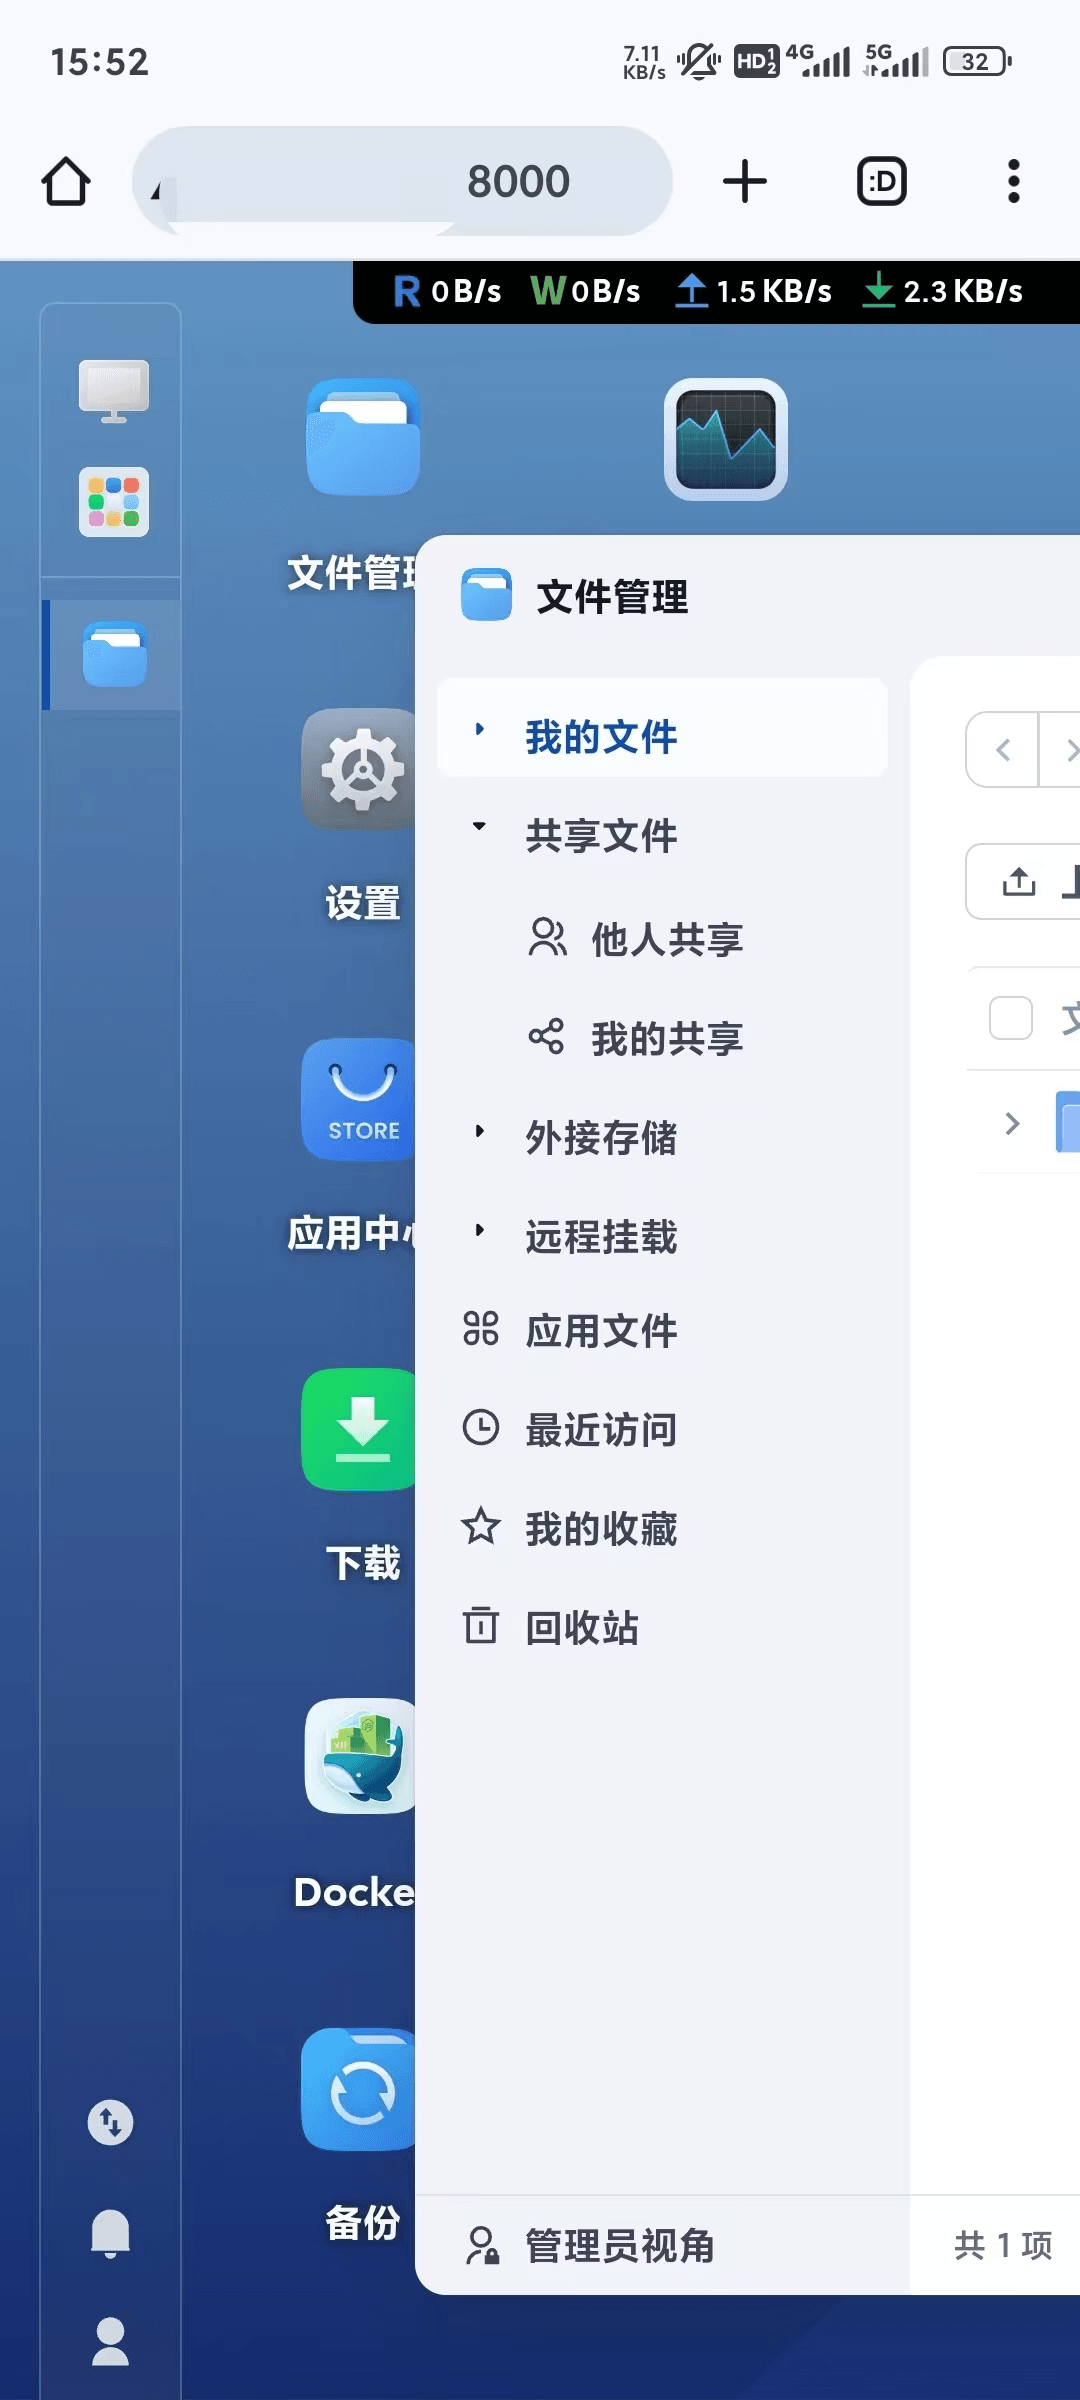 15:52
7.11 KB/s
HD 1 2
4G
5G
32
8000
:D
R 0 B/s W 0 B/s 1.5 KB/s 2.3 KB/s
文件管
文件管理
我的文件
共享文件
他人共享
我的共享
外接存储
远程挂载
应用文件
最近访问
我的收藏
回收站
管理员视角
共 1 项
设置
STORE
应用中
下载
Docke
备份